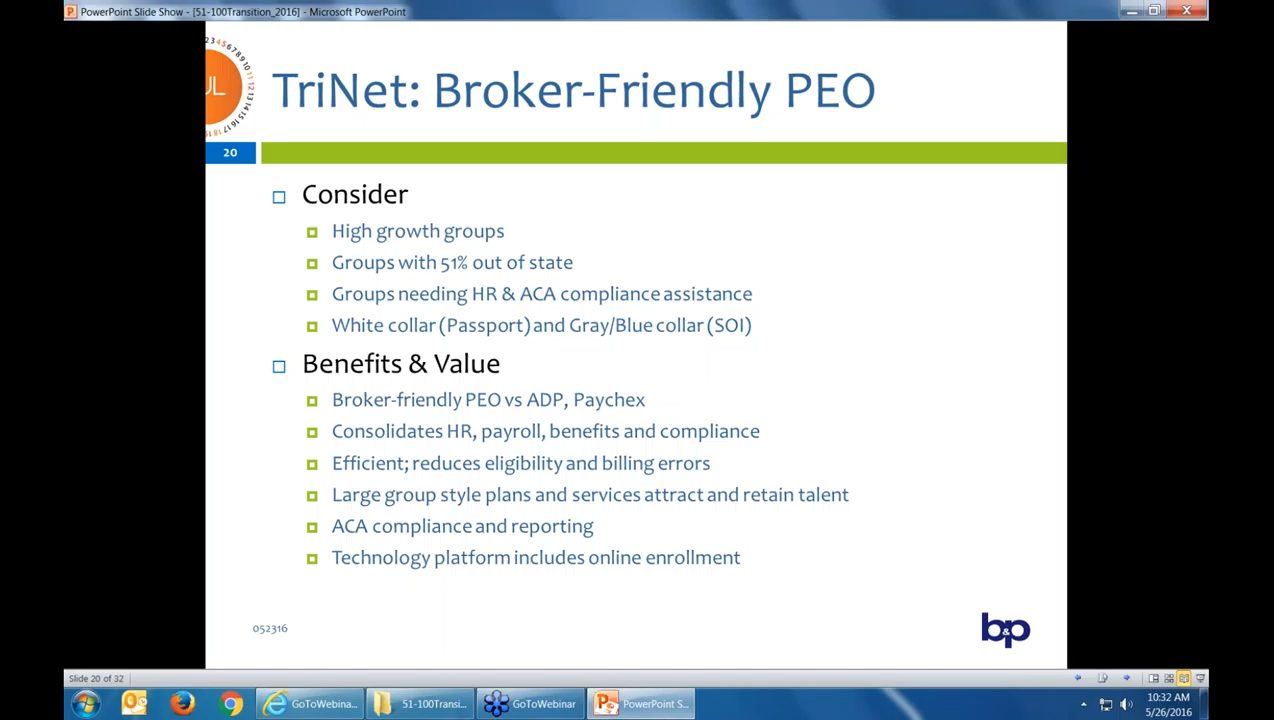 PowerPoint Slide Show - [51-100Transition_2016] - Microsoft PowerPoint
TriNet: Broker-Friendly PEO
20
Consider
High growth groups
Groups with 51% out of state
Groups needing HR & ACA compliance assistance
White collar (Passport) and Gray/Blue collar (SOI)
Benefits & Value
Broker-friendly PEO vs ADP, Paychex
Consolidates HR, payroll, benefits and compliance
Efficient; reduces eligibility and billing errors
Large group style plans and services attract and retain talent
ACA compliance and reporting
Technology platform includes online enrollment
052316
b&p
Slide 20 of 32
GoToWebina...
51-100Transi...
GoToWebinar
PowerPoint S...
10:32 AM
5/26/2016